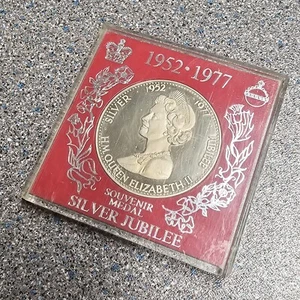 1952·1977
SILVER 1952 1977 JUBILEE
H.M. QUEEN ELIZABETH II
SOUVENIR
MEDAL
SILVER JUBILEE